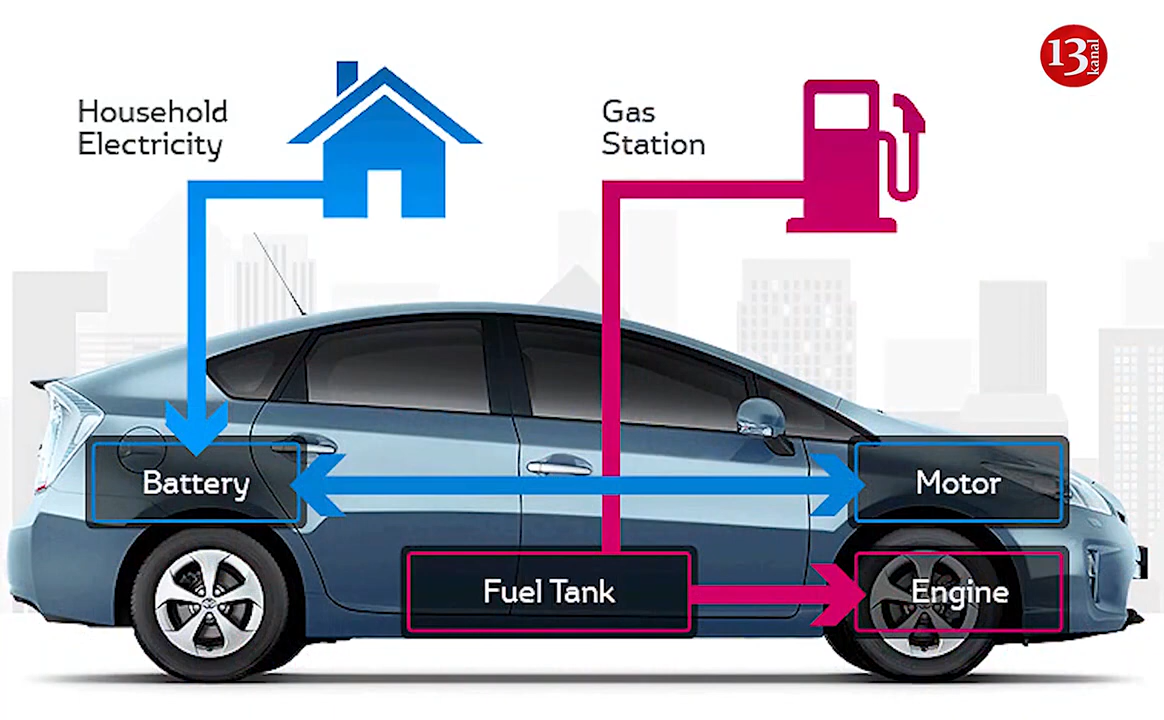 Household
Electricity
Gas
Station
13
kanal
Battery
Motor
Fuel Tank
Engine